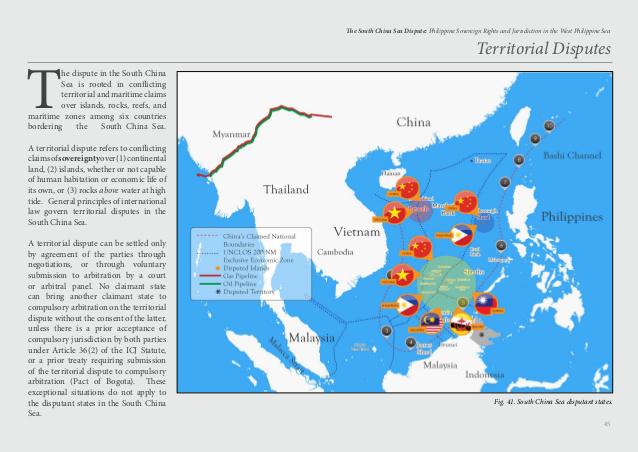 The South China Sea Dispute: Philippine Sovereign Rights and Jurisdiction in the West Philippine Sea
Territorial Disputes
The dispute in the South China
Sea is rooted in conflicting
territorial and maritime claims
over islands, rocks, reefs, and
maritime zones among six countries
bordering the South China Sea.
A territorial dispute refers to conflicting
claims of sovereignty over (1) continental
land, (2) islands, whether or not capable
of human habitation or economic life of
its own, or (3) rocks above water at high
tide. General principles of international
law govern territorial disputes in the
South China Sea.
A territorial dispute can be settled only
by agreement of the parties through
negotiations, or through voluntary
submission to arbitration by a court
or arbitral panel. No claimant state
can bring another claimant state to
compulsory arbitration on the territorial
dispute without the consent of the latter,
unless there is a prior acceptance of
compulsory jurisdiction by both parties
under Article 36(2) of the ICJ Statute,
or a prior treaty requiring submission
of the territorial dispute to compulsory
arbitration (Pact of Bogota). These
exceptional situations do not apply to
the disputant states in the South China
Sea.
China
Myanmar
Bashi Channel
Hainan
Thailand
Philippines
Vietnam
Cambodia
China's Claimed National
Boundaries
UNCLOS 200 NM
Exclusive Economic Zone
Disputed Islands
Gas Pipeline
Oil Pipeline
Disputed Territory
Malaysia
Brunei
Malaysia
Indonesia
Fig. 41. South China Sea disputant states.
45